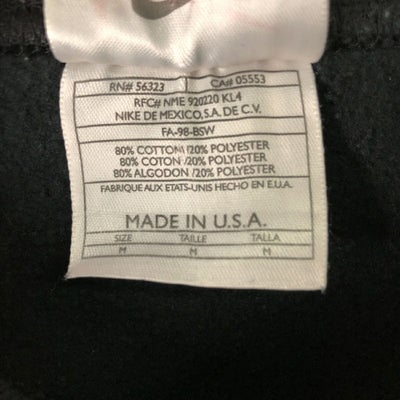 RN# 56323 CA# 05553
RFC# NME 920220 KL4
NIKE DE MEXICO, S.A. DE C.V.
FA-98-BSW
80% COTTON/20% POLYESTER
80% COTON/20% POLYESTER
80% ALGODON/20% POLYESTER
FABRIQUE AUX ETATS-UNIS HECHO EN E.U.A.
MADE IN U.S.A.
SIZE TAILLE TALLA
M M M